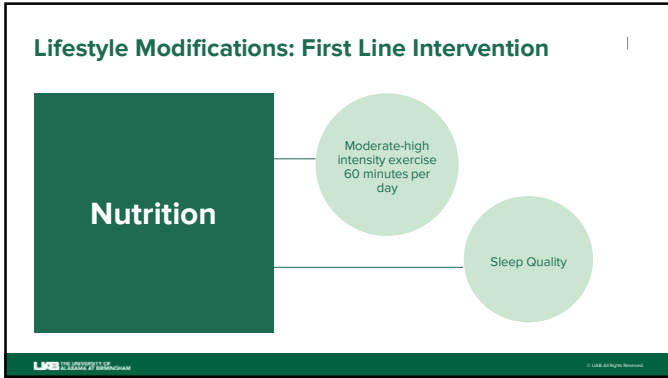 Lifestyle Modifications: First Line Intervention
Nutrition
Moderate-high
intensity exercise
60 minutes per
day
Sleep Quality
UAB THE UNIVERSITY OF
ALABAMA AT BIRMINGHAM
© UAB. All Rights Reserved.